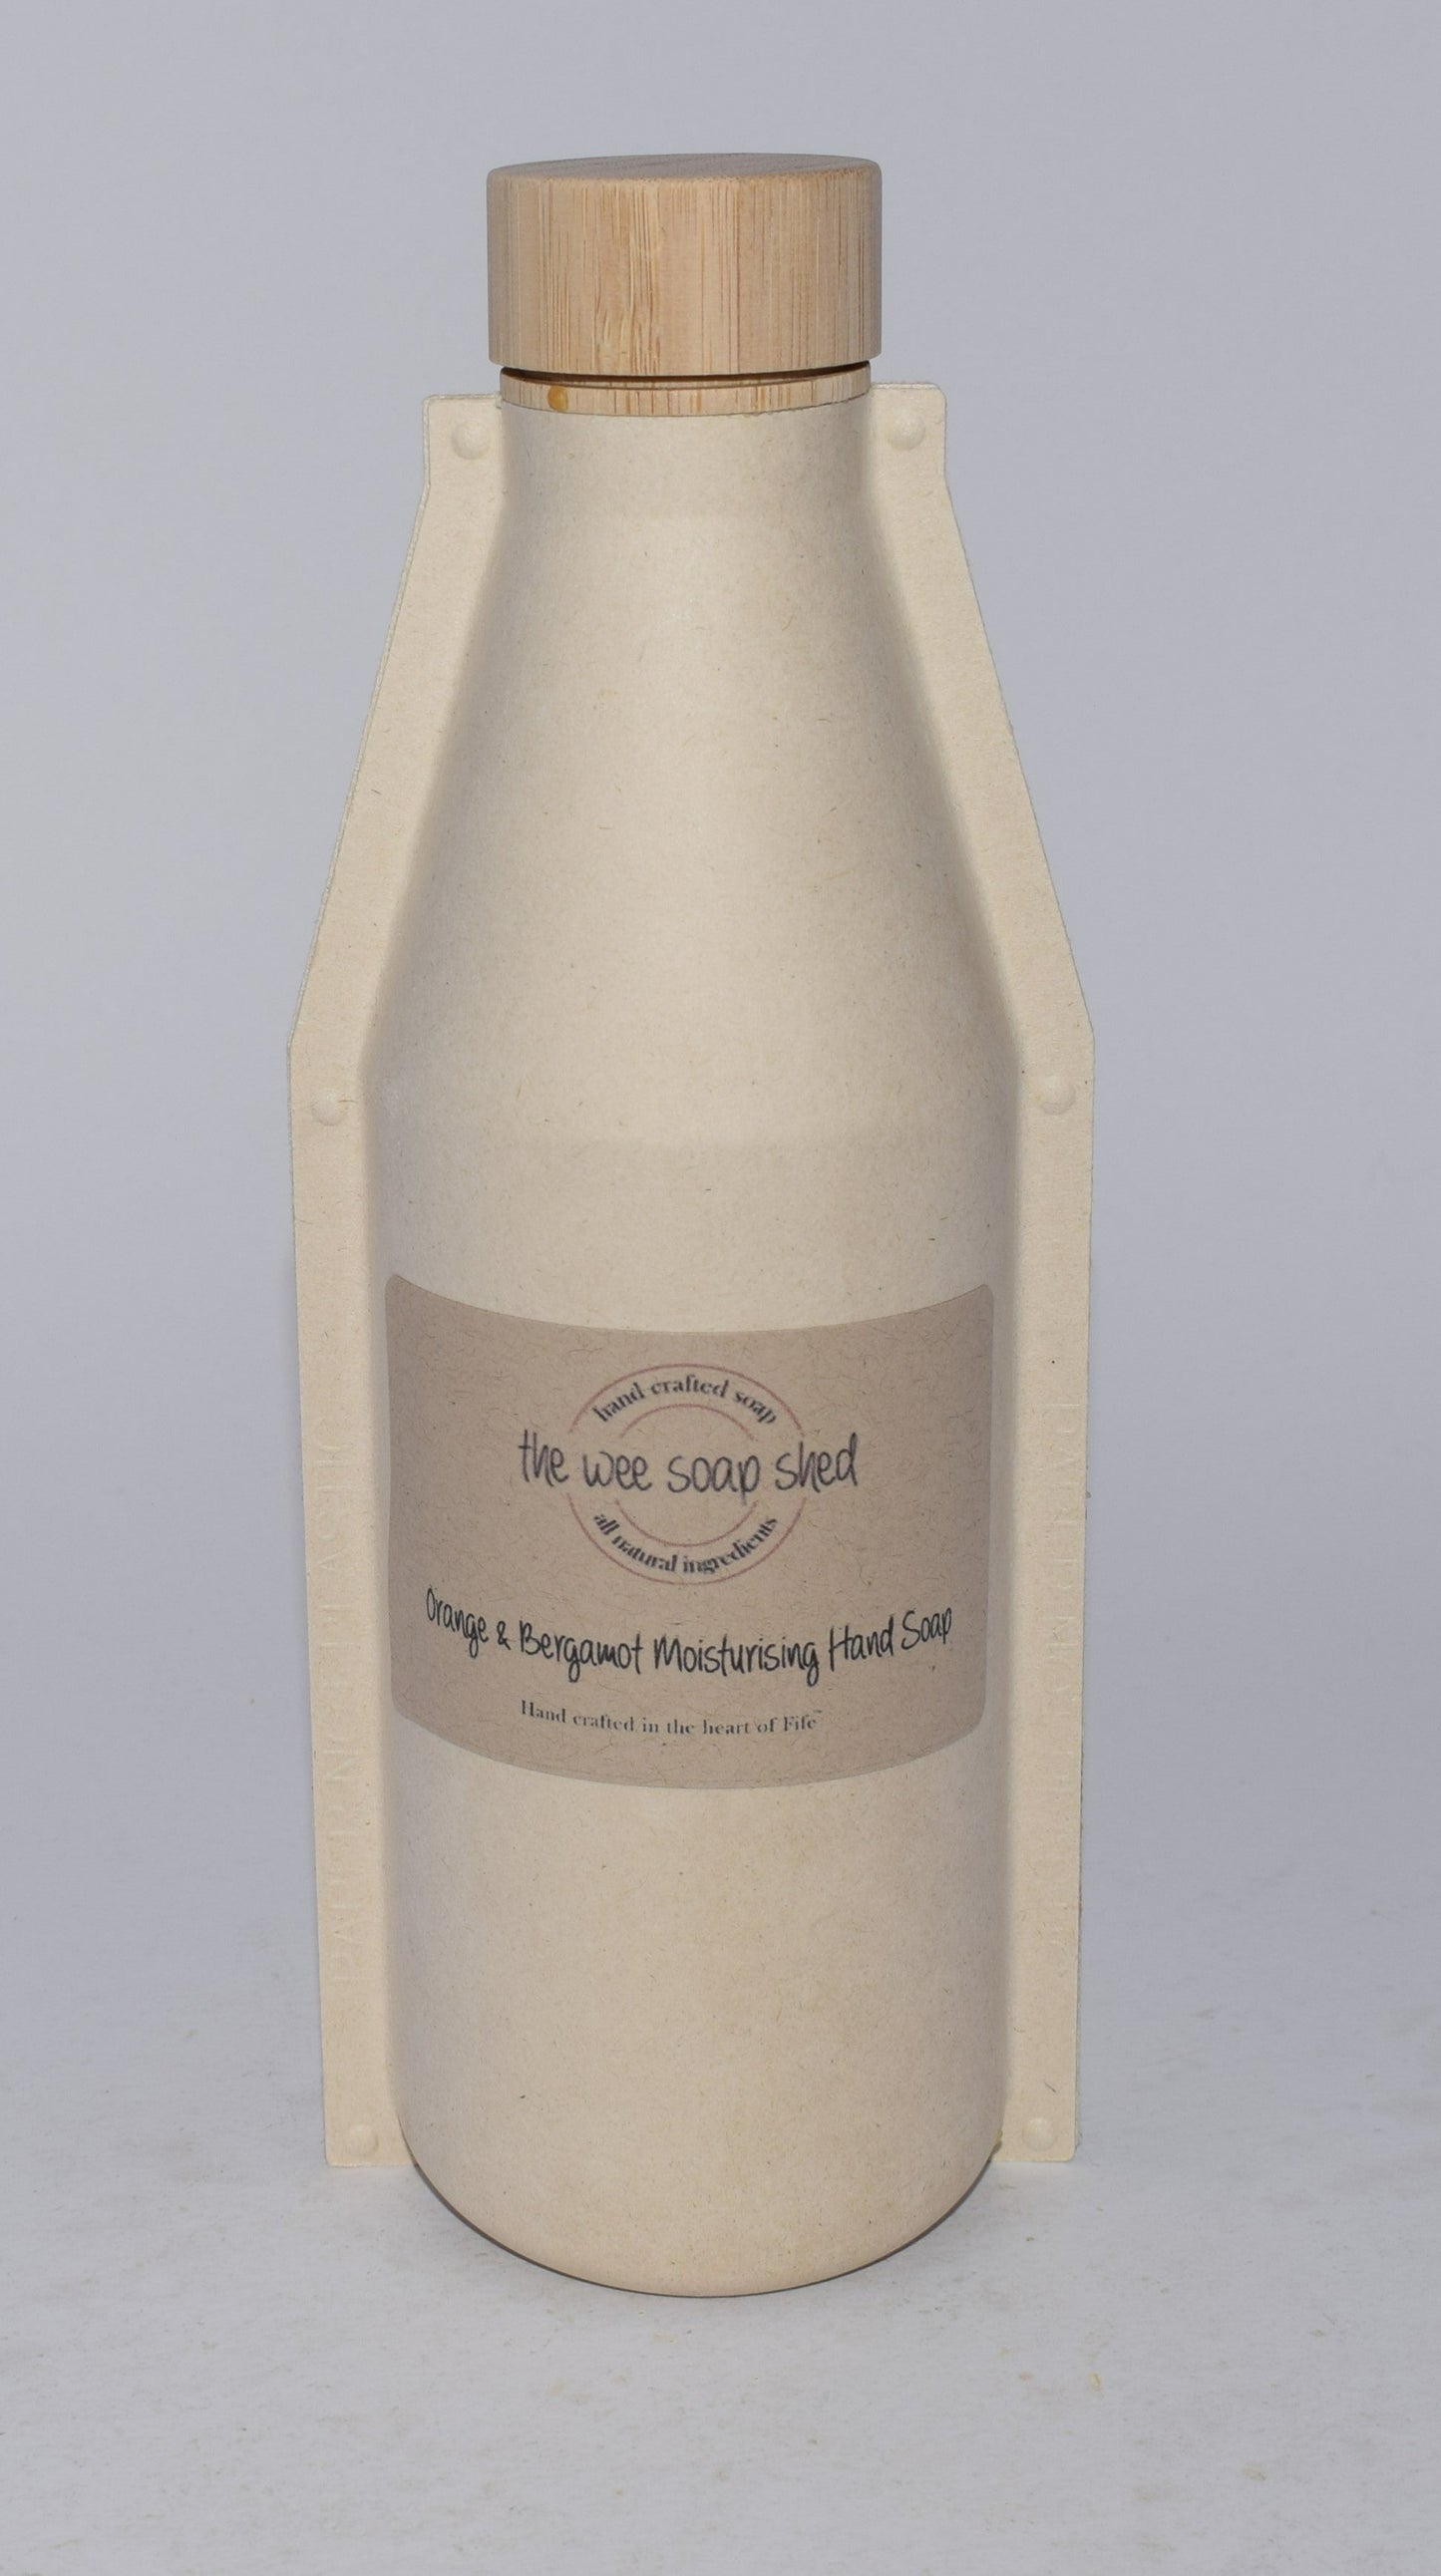 hand crafted soap
the wee soap shed
all natural ingredients
Orange & Bergamot Moisturising Hand Soap
Hand crafted in the heart of Fife™